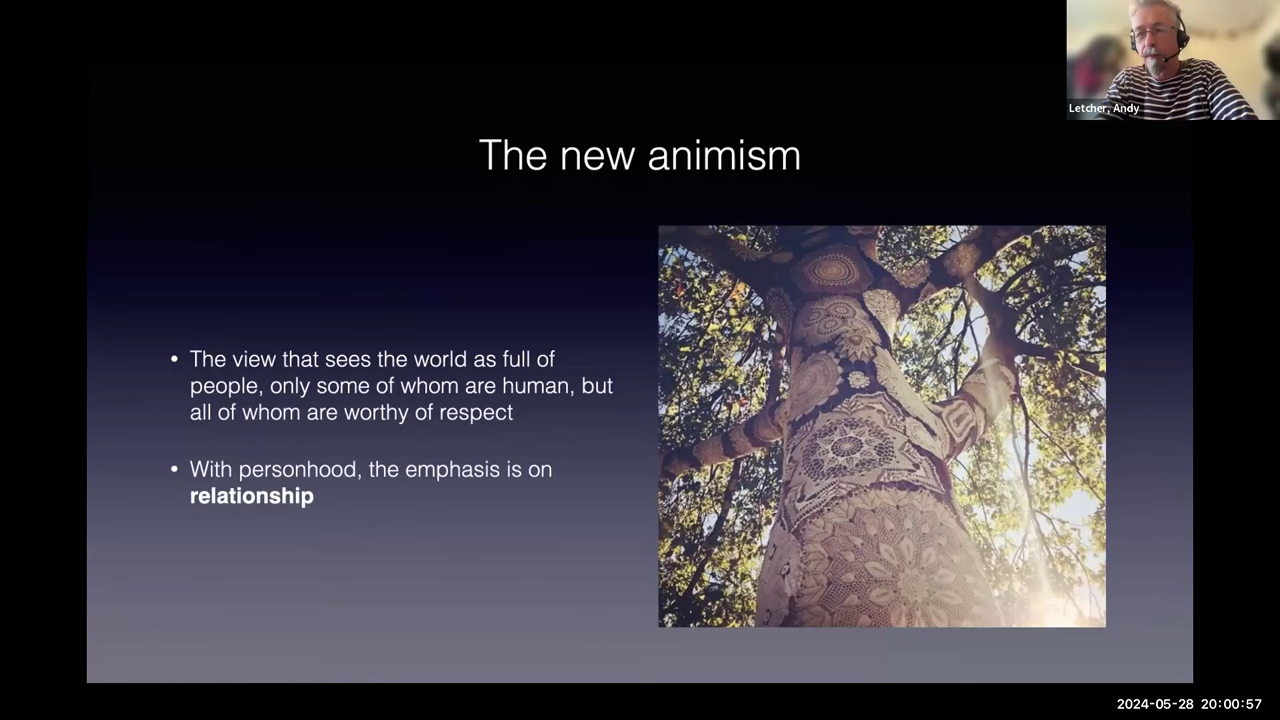 Letcher, Andy
The new animism
• The view that sees the world as full of
people, only some of whom are human, but
all of whom are worthy of respect
• With personhood, the emphasis is on
relationship
2024-05-28 20:00:57